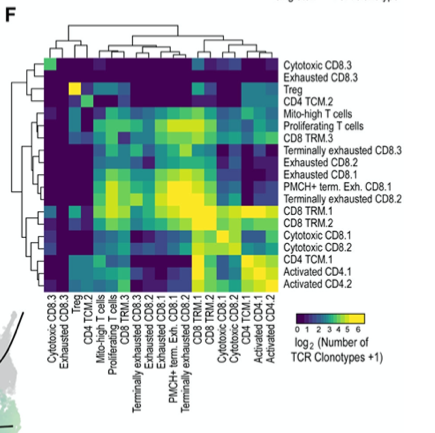 F
Cytotoxic CD8.3
Exhausted CD8.3
Treg
CD4 TCM.2
Mito-high T cells
Proliferating T cells
CD8 TRM.3
Terminally exhausted CD8.3
Exhausted CD8.2
Exhausted CD8.1
PMCH+ term. Exh. CD8.1
Terminally exhausted CD8.2
CD8 TRM.1
CD8 TRM.2
Cytotoxic CD8.1
Cytotoxic CD8.2
CD4 TCM.1
Activated CD4.1
Activated CD4.2
Cytotoxic CD8.3
Exhausted CD8.3
Treg
CD4 TCM.2
Mito-high T cells
Proliferating T cells
CD8 TRM.3
Terminally exhausted CD8.3
Exhausted CD8.2
Exhausted CD8.1
PMCH+ term. Exh. CD8.1
Terminally exhausted CD8.2
CD8 TRM.1
CD8 TRM.2
Cytotoxic CD8.1
Cytotoxic CD8.2
CD4 TCM.1
Activated CD4.1
Activated CD4.2
0 1 2 3 4 5 6
log2 (Number of
TCR Clonotypes +1)